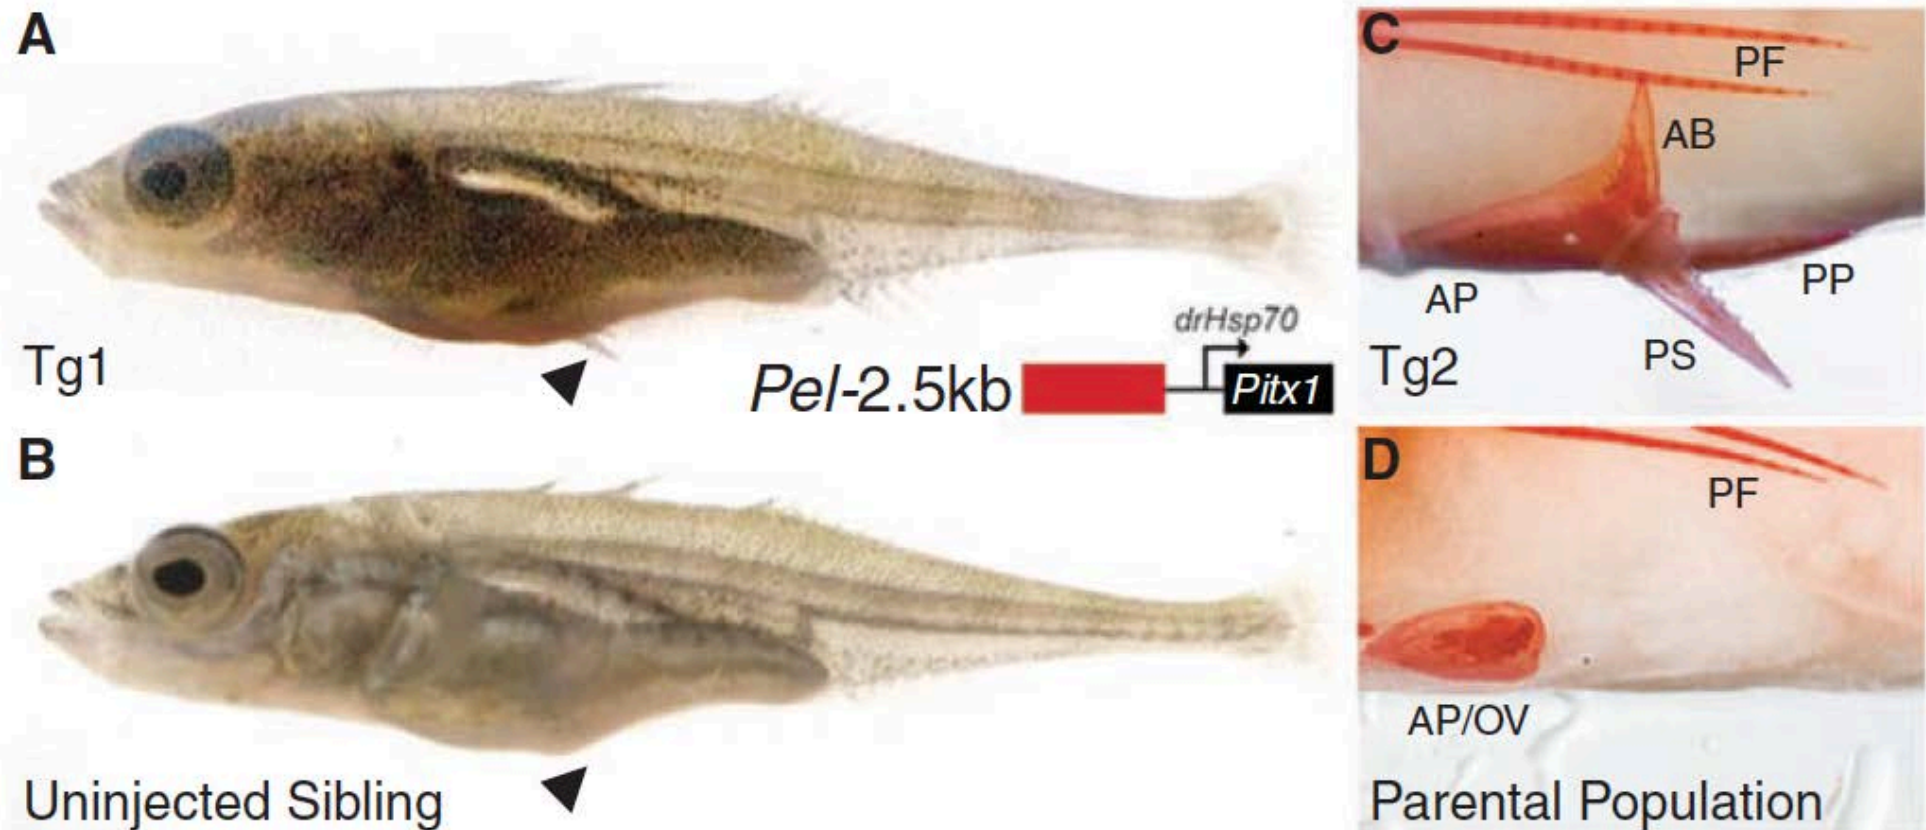 A
Tg1
Pel-2.5kb
drHsp70
Pitx1
B
Uninjected Sibling
C
PF
AB
AP
PP
PS
Tg2
D
PF
AP/OV
Parental Population